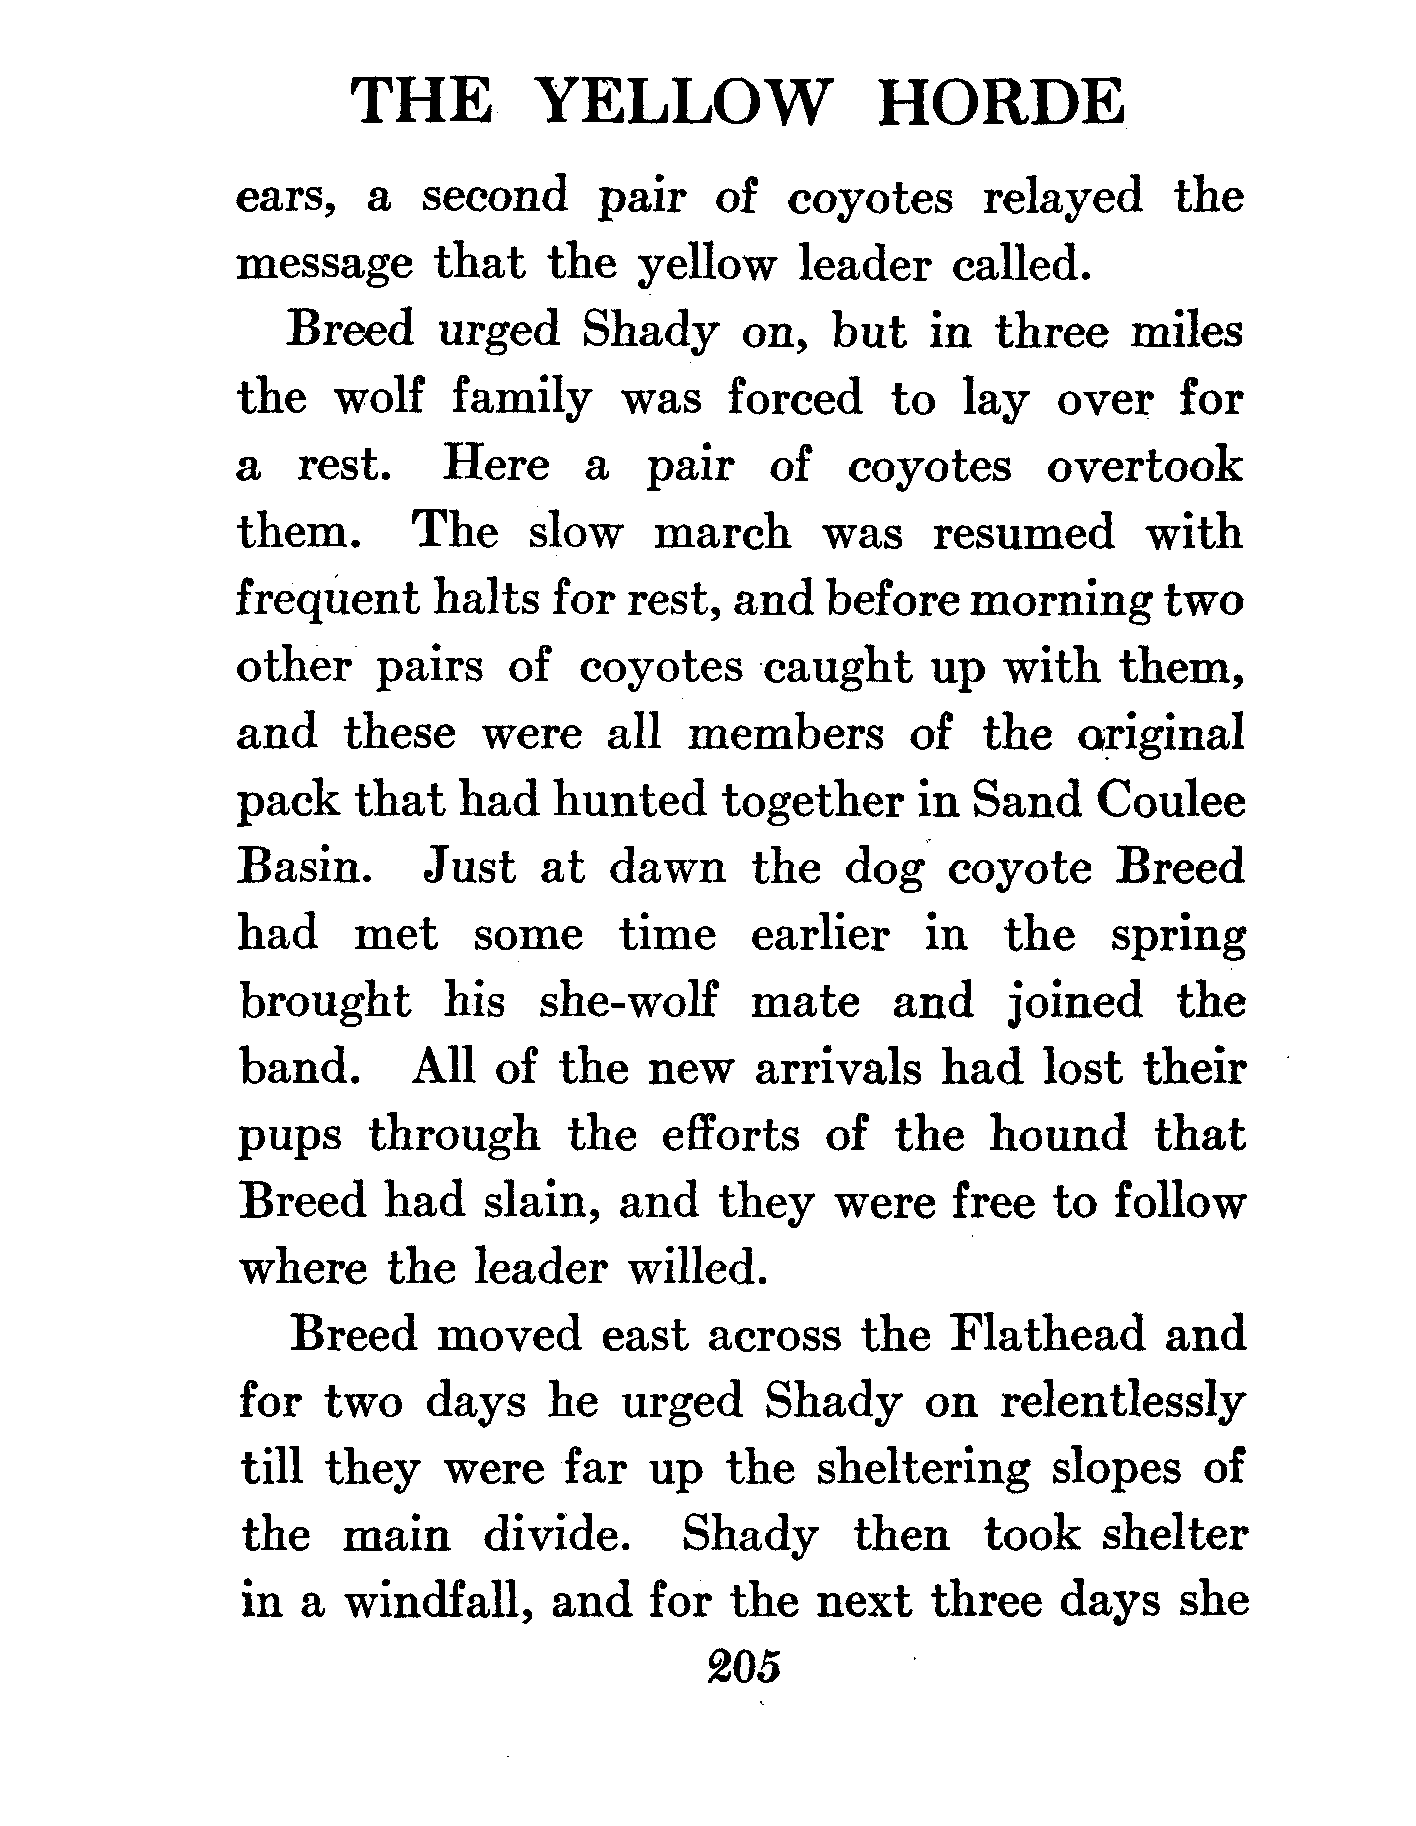 THE YELLOW HORDE
ears, a second pair of coyotes relayed the
message that the yellow leader called.
Breed urged Shady on, but in three miles
the wolf family was forced to lay over for
a rest. Here a pair of coyotes overtook
them. The slow march was resumed with
frequent halts for rest, and before morning two
other pairs of coyotes caught up with them,
and these were all members of the original
pack that had hunted together in Sand Coulee
Basin. Just at dawn the dog coyote Breed
had met some time earlier in the spring
brought his she-wolf mate and joined the
band. All of the new arrivals had lost their
pups through the efforts of the hound that
Breed had slain, and they were free to follow
where the leader willed.
Breed moved east across the Flathead and
for two days he urged Shady on relentlessly
till they were far up the sheltering slopes of
the main divide. Shady then took shelter
in a windfall, and for the next three days she
205